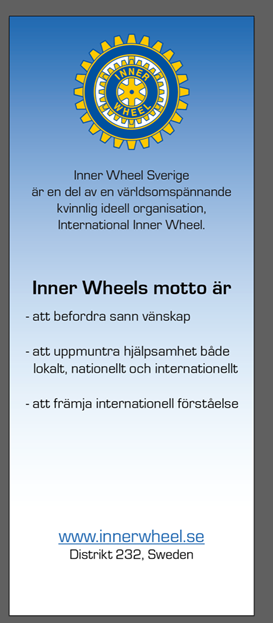 INNER
WHEEL
Inner Wheel Sverige
är en del av en världsomspännande
kvinnlig ideell organisation,
International Inner Wheel.
Inner Wheels motto är
- att befordra sann vänskap
- att uppmuntra hjälpsamhet både
lokalt, nationellt och internationellt
- att främja internationell förståelse
www.innerwheel.se
Distrikt 232, Sweden